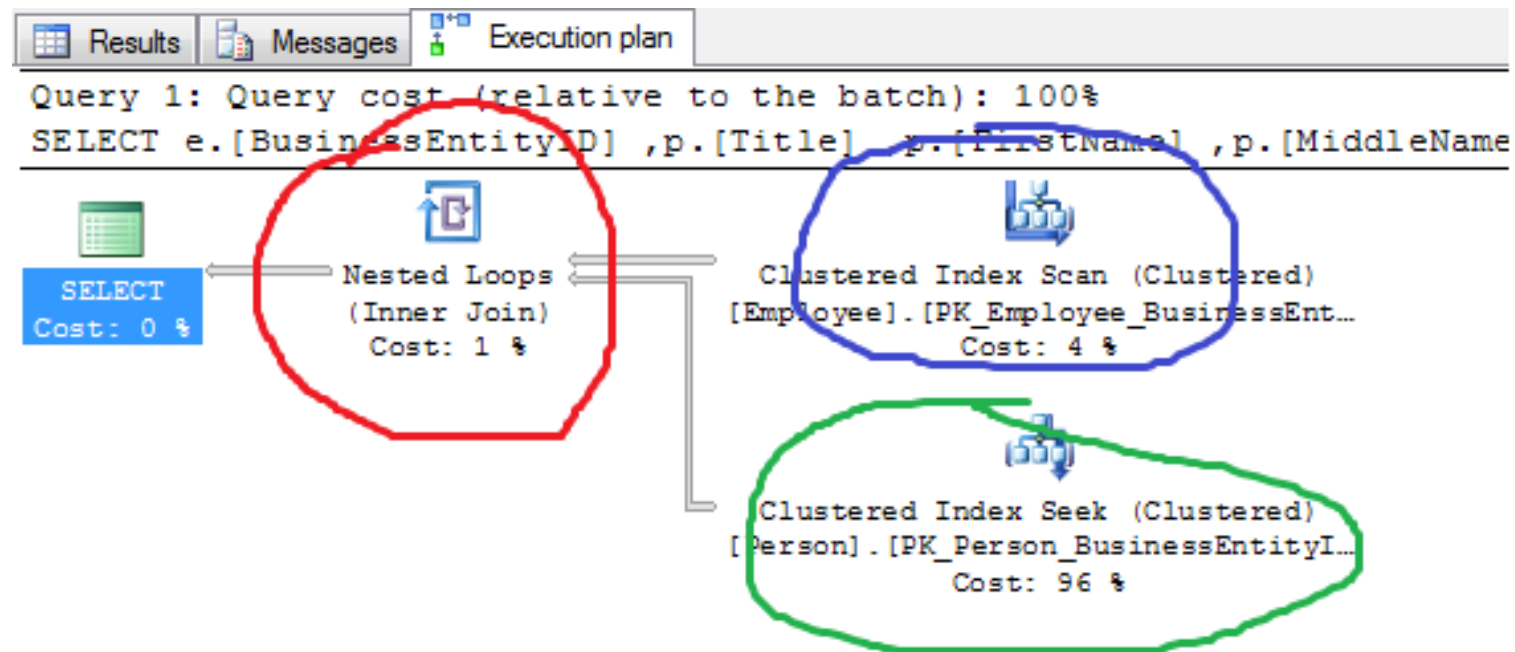 Results Messages Execution plan
Query 1: Query cost (relative to the batch): 100%
SELECT e.[BusinessEntityID] ,p.[Title] ,p.[FirstName] ,p.[MiddleName
SELECT
Cost: 0 %
Nested Loops
(Inner Join)
Cost: 1 %
Clustered Index Scan (Clustered)
[Employee].[PK_Employee_BusinessEnt…
Cost: 4 %
Clustered Index Seek (Clustered)
[Person].[PK_Person_BusinessEntityI…
Cost: 96 %